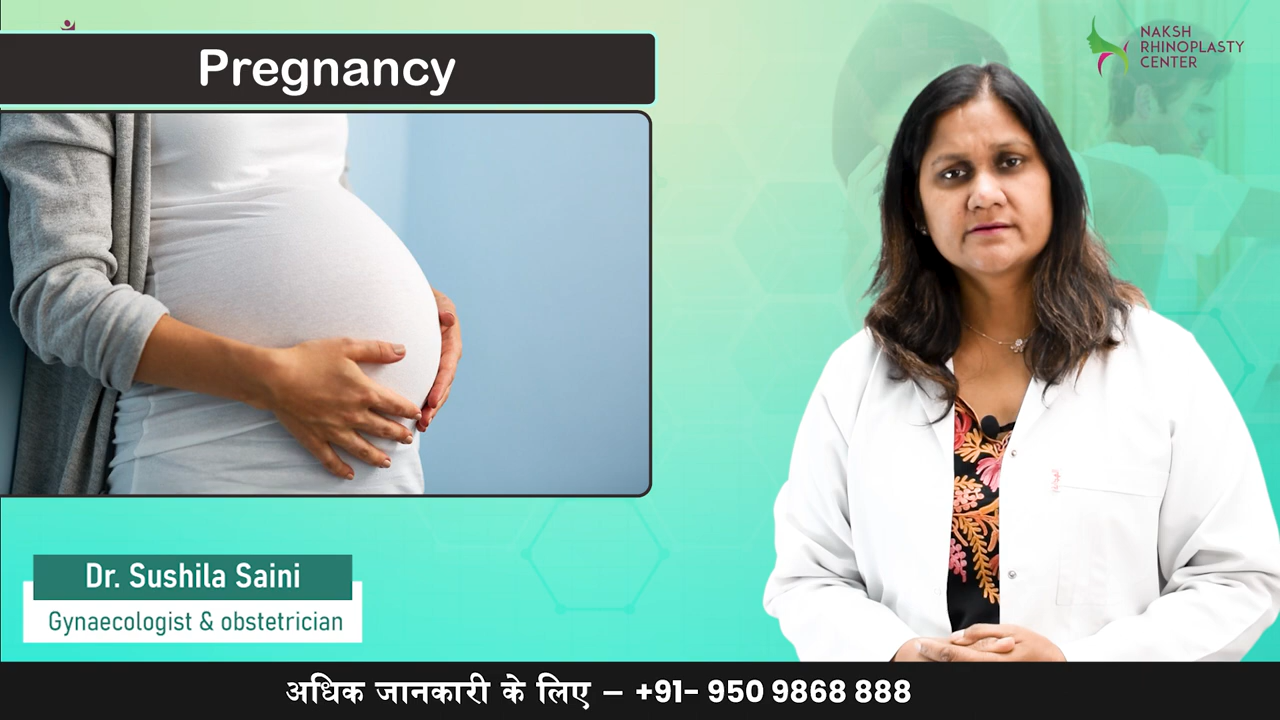 Pregnancy
NAKSH
RHINOPLASTY
CENTER
Dr. Sushila Saini
Gynaecologist & obstetrician
अधिक जानकारी के लिए – +91- 950 9868 888